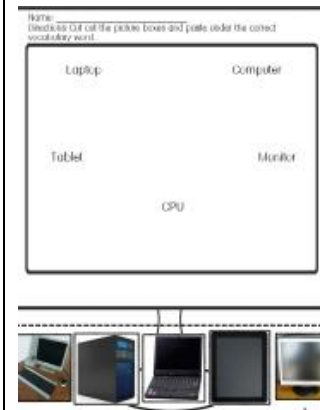 Name:
Directions: Cut out the picture boxes and paste under the correct
vocabulary word.
Laptop Computer
Tablet Monitor
CPU